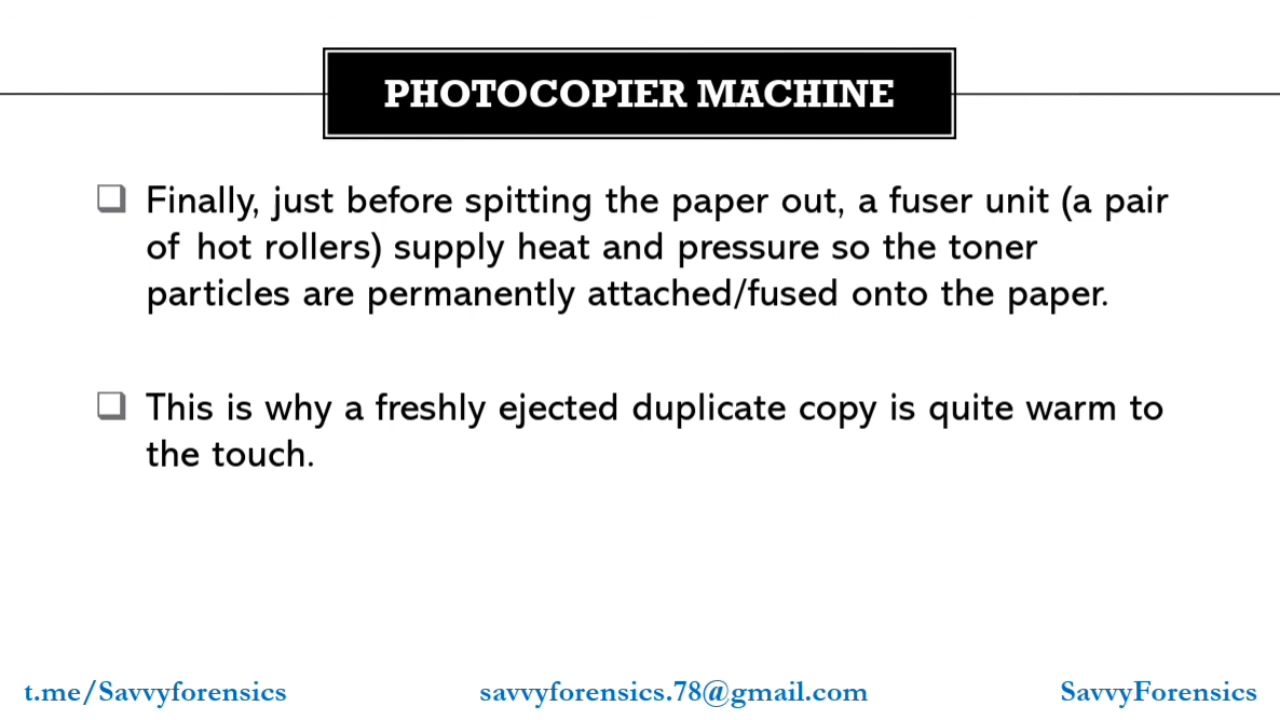 PHOTOCOPIER MACHINE
Finally, just before spitting the paper out, a fuser unit (a pair
of hot rollers) supply heat and pressure so the toner
particles are permanently attached/fused onto the paper.
This is why a freshly ejected duplicate copy is quite warm to
the touch.
t.me/Savvyforensics savvyforensics.78@gmail.com SavvyForensics